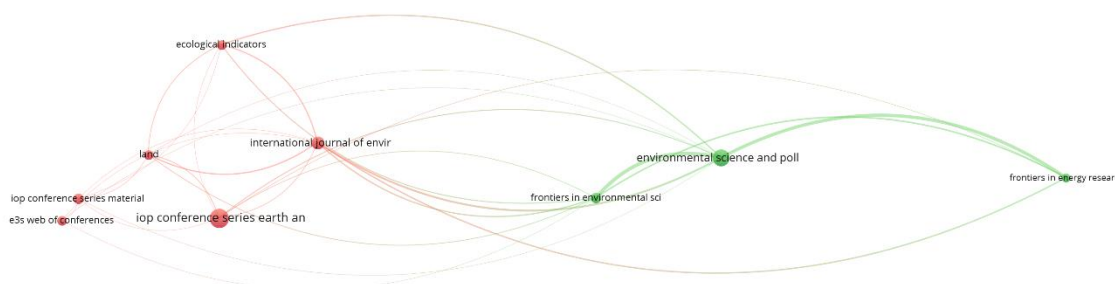 ecological indicators
international journal of envir
land
environmental science and poll
frontiers in energy resear
iop conference series material
frontiers in environmental sci
iop conference series earth an
e3s web of conferences